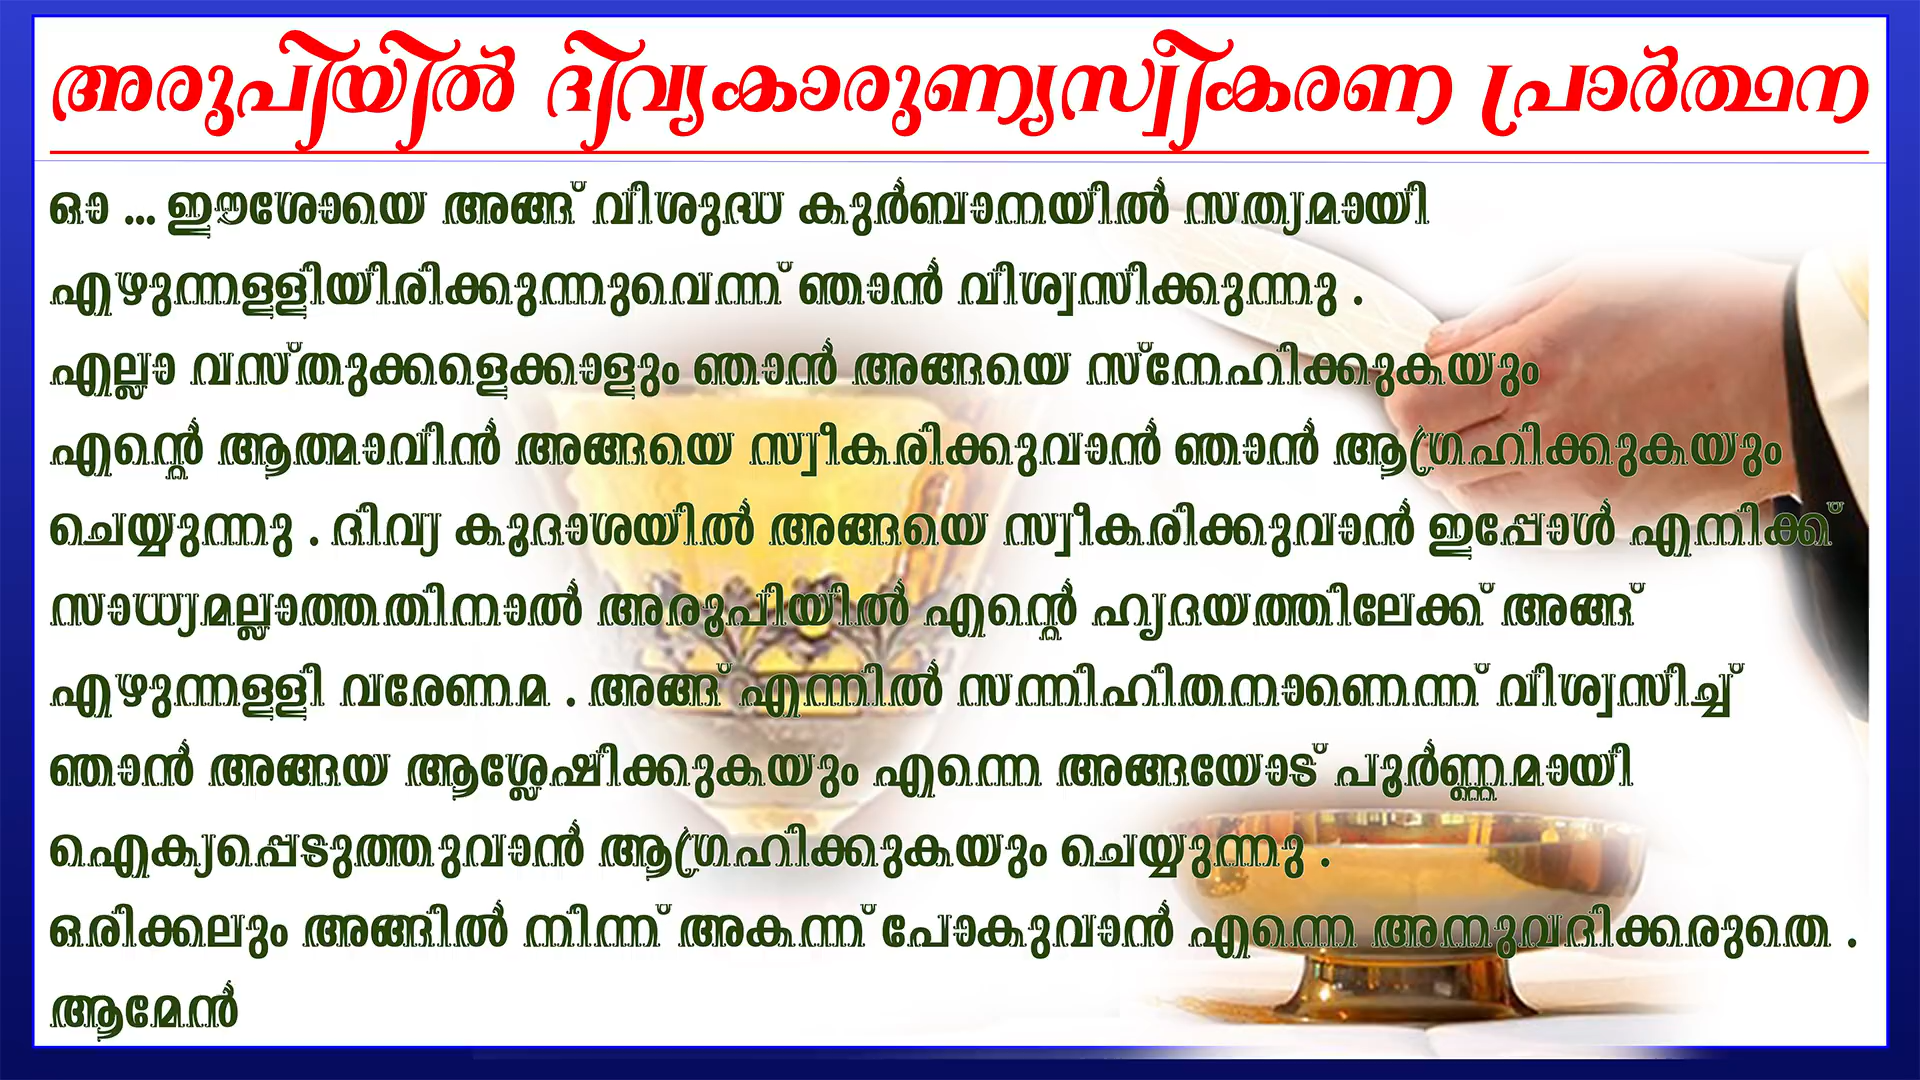 അരൂപിയിൽ ദിവ്യകാരുണ്യസ്വീകരണ പ്രാർത്ഥന
ഓ ... ഈശോയെ അങ്ങ് വിശുദ്ധ കുർബാനയിൽ സത്യമായി
എഴുന്നള്ളിയിരിക്കുന്നുവെന്ന് ഞാൻ വിശ്വസിക്കുന്നു .
എല്ലാ വസ്തുക്കളെക്കാളും ഞാൻ അങ്ങയെ സ്നേഹിക്കുകയും
എന്റെ ആത്മാവിൻ അങ്ങയെ സ്വീകരിക്കുവാൻ ഞാൻ ആഗ്രഹിക്കുകയും
ചെയ്യുന്നു . ദിവ്യ കൂദാശയിൽ അങ്ങയെ സ്വീകരിക്കുവാൻ ഇപ്പോൾ എനിക്ക്
സാധ്യമല്ലാത്തതിനാൽ അരൂപിയിൽ എന്റെ ഹൃദയത്തിലേക്ക് അങ്ങ്
എഴുന്നള്ളി വരേണമ . അങ്ങ് എന്നിൽ സന്നിഹിതനാണെന്ന് വിശ്വസിച്ച്
ഞാൻ അങ്ങയ ആശ്ലേഷിക്കുകയും എന്നെ അങ്ങയോട് പൂർണ്ണമായി
ഐക്യപ്പെടുത്തുവാൻ ആഗ്രഹിക്കുകയും ചെയ്യുന്നു .
ഒരിക്കലും അങ്ങിൽ നിന്ന് അകന്ന് പോകുവാൻ എന്നെ അനുവദിക്കരുതെ .
ആമേൻ